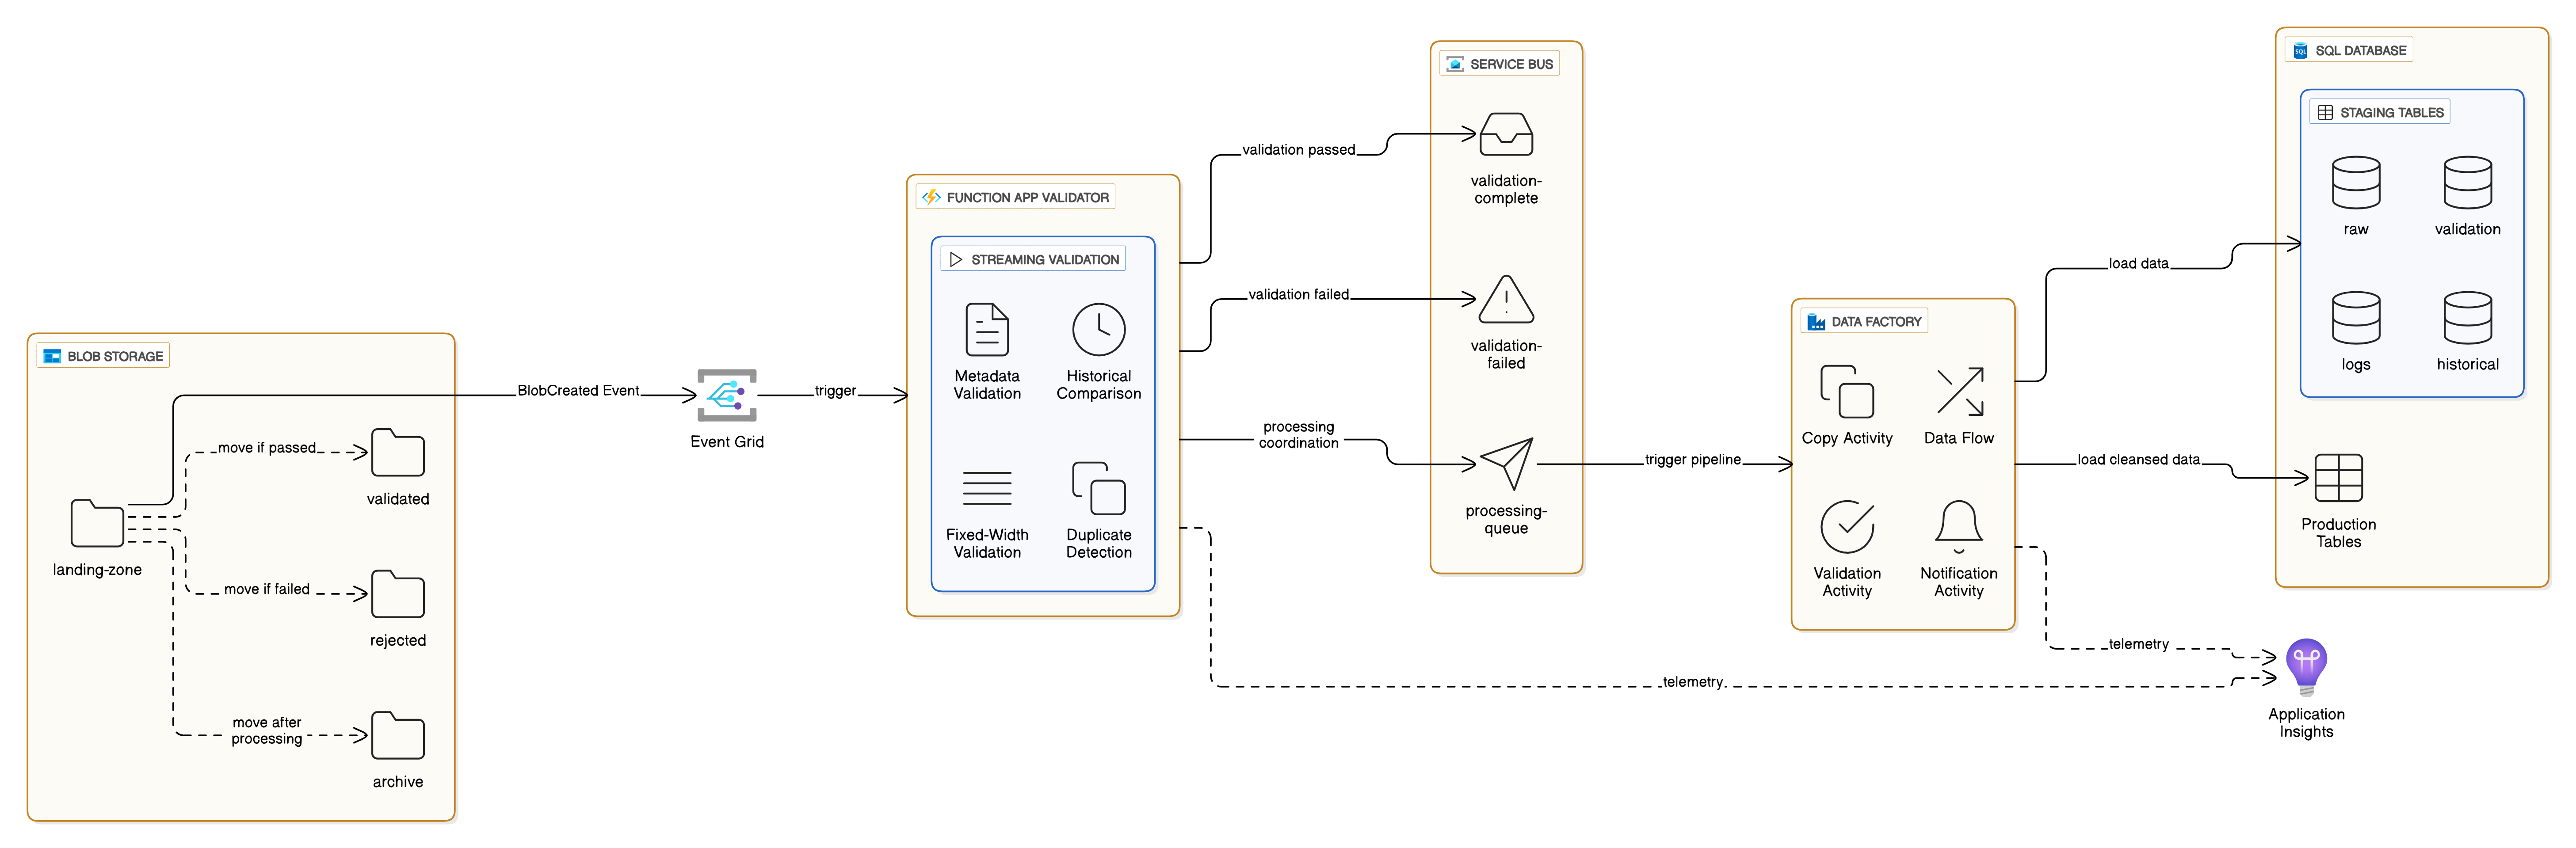 BLOB STORAGE
landing-zone
move if passed
validated
move if failed
rejected
move after
processing
archive
BlobCreated Event
Event Grid
trigger
FUNCTION APP VALIDATOR
STREAMING VALIDATION
Metadata
Validation
Historical
Comparison
Fixed-Width
Validation
Duplicate
Detection
validation passed
validation failed
processing
coordination
telemetry
SERVICE BUS
validation-
complete
validation-
failed
processing-
queue
trigger pipeline
DATA FACTORY
Copy Activity
Data Flow
Validation
Activity
Notification
Activity
load data
load cleansed data
telemetry
SQL DATABASE
STAGING TABLES
raw
validation
logs
historical
Production
Tables
Application
Insights